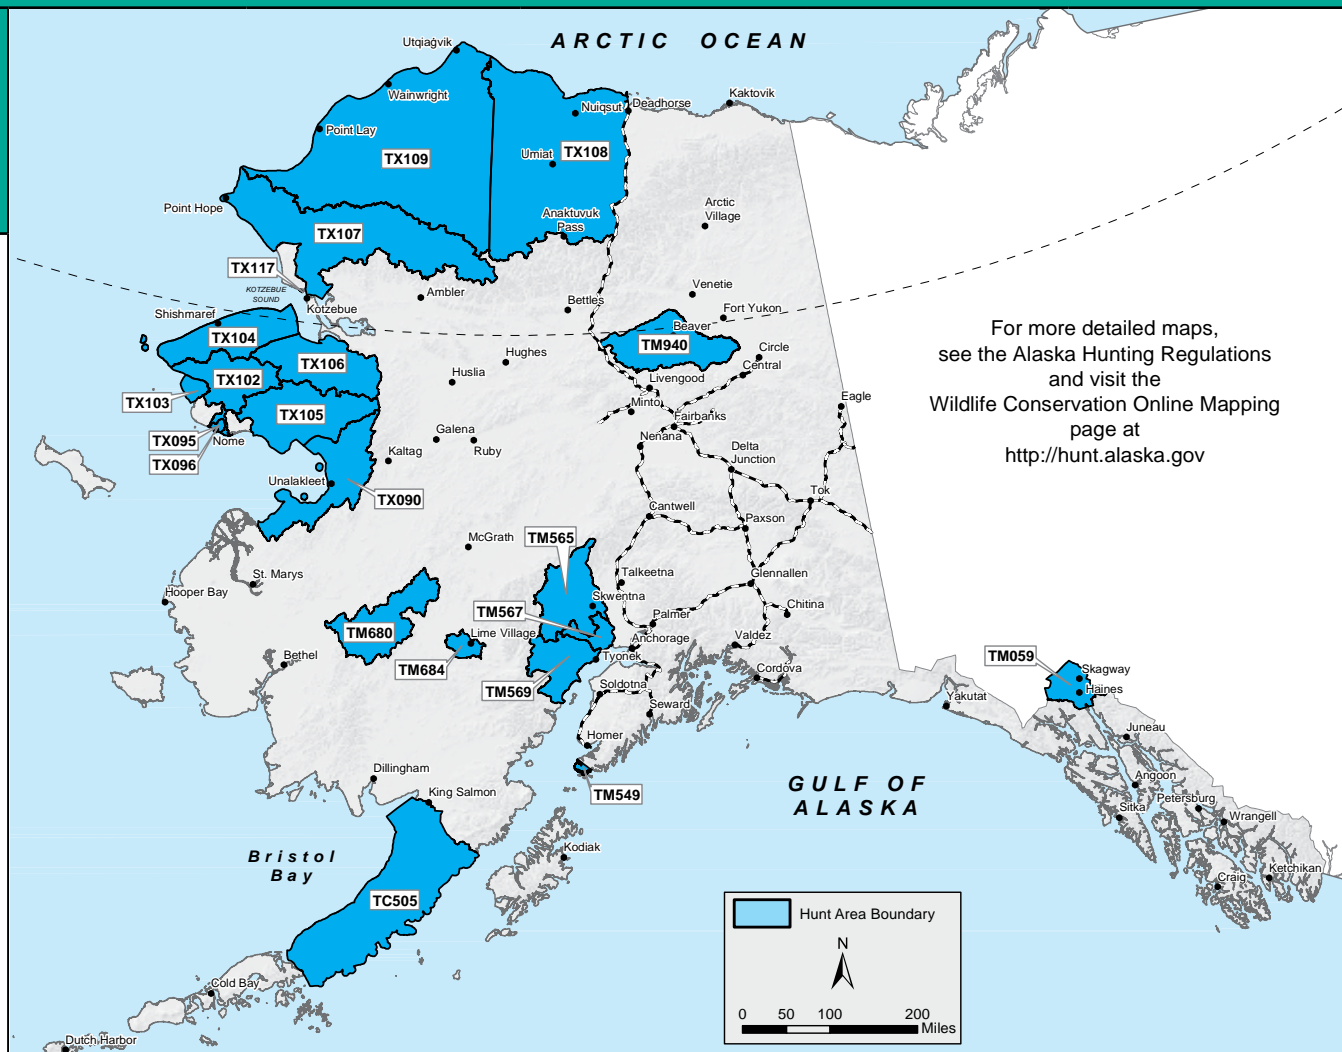 ARCTIC OCEAN
Utqiaġvik
Wainwright
Kaktovik
Nuiqsut
Deadhorse
Point Lay
TX109
Umiat
TX108
Point Hope
Arctic
Village
Anaktuvuk
Pass
TX107
TX117
KOTZEBUE
SOUND
Kotzebue
Ambler
Bettles
Venetie
Fort Yukon
Shishmaref
Beaver
TX104
TM940
Circle
Central
For more detailed maps,
see the Alaska Hunting Regulations
and visit the
Wildlife Conservation Online Mapping
page at
http://hunt.alaska.gov
TX106
Hughes
TX102
Huslia
Livengood
TX103
Minto
Eagle
TX105
Fairbanks
TX095
Nome
Galena
Nenana
TX096
Kaltag
Ruby
Delta
Junction
Unalakleet
TX090
Tok
Cantwell
Paxson
McGrath
TM565
St. Marys
Talkeetna
Glennallen
Hooper Bay
Skwentna
Chitina
TM567
Palmer
TM680
Lime Village
Anchorage
Valdez
Bethel
TM684
Tyonek
TM059
Skagway
TM569
Soldotna
Cordova
Haines
Yakutat
Seward
Homer
Juneau
Dillingham
GULF OF
ALASKA
Angoon
TM549
King Salmon
Petersburg
Sitka
Wrangell
Bristol
Bay
Kodiak
Ketchikan
Craig
TC505
Hunt Area Boundary
N
Cold Bay
0 50 100 200
Miles
Dutch Harbor